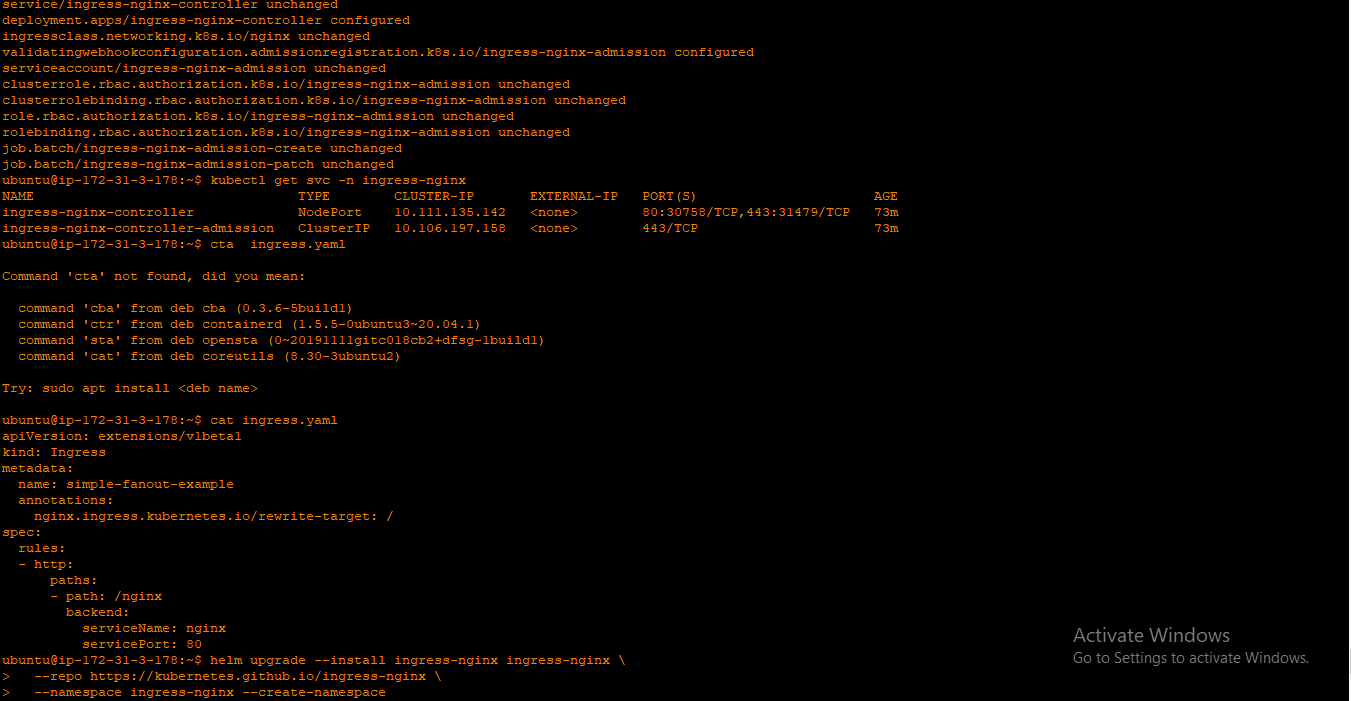 service/ingress-nginx-controller unchanged
deployment.apps/ingress-nginx-controller configured
ingressclass.networking.k8s.io/nginx unchanged
validatingwebhookconfiguration.admissionregistration.k8s.io/ingress-nginx-admission configured
serviceaccount/ingress-nginx-admission unchanged
clusterrole.rbac.authorization.k8s.io/ingress-nginx-admission unchanged
clusterrolebinding.rbac.authorization.k8s.io/ingress-nginx-admission unchanged
role.rbac.authorization.k8s.io/ingress-nginx-admission unchanged
rolebinding.rbac.authorization.k8s.io/ingress-nginx-admission unchanged
job.batch/ingress-nginx-admission-create unchanged
job.batch/ingress-nginx-admission-patch unchanged
ubuntu@ip-172-31-3-178:~$ kubectl get svc -n ingress-nginx
NAME                                 TYPE        CLUSTER-IP       EXTERNAL-IP   PORT(S)                      AGE
ingress-nginx-controller             NodePort    10.111.135.142   <none>        80:30758/TCP,443:31479/TCP   73m
ingress-nginx-controller-admission   ClusterIP   10.106.197.158   <none>        443/TCP                      73m
ubuntu@ip-172-31-3-178:~$ cta  ingress.yaml

Command 'cta' not found, did you mean:

  command 'cba' from deb cba (0.3.6-5build1)
  command 'ctr' from deb containerd (1.5.5-0ubuntu3~20.04.1)
  command 'sta' from deb opensta (0~20191111gitc018cb2+dfsg-1build1)
  command 'cat' from deb coreutils (8.30-3ubuntu2)

Try: sudo apt install <deb name>

ubuntu@ip-172-31-3-178:~$ cat ingress.yaml
apiVersion: extensions/v1beta1
kind: Ingress
metadata:
  name: simple-fanout-example
  annotations:
    nginx.ingress.kubernetes.io/rewrite-target: /
spec:
  rules:
  - http:
      paths:
      - path: /nginx
        backend:
          serviceName: nginx
          servicePort: 80
ubuntu@ip-172-31-3-178:~$ helm upgrade --install ingress-nginx ingress-nginx \
>   --repo https://kubernetes.github.io/ingress-nginx \
>   --namespace ingress-nginx --create-namespace
Activate Windows
Go to Settings to activate Windows.